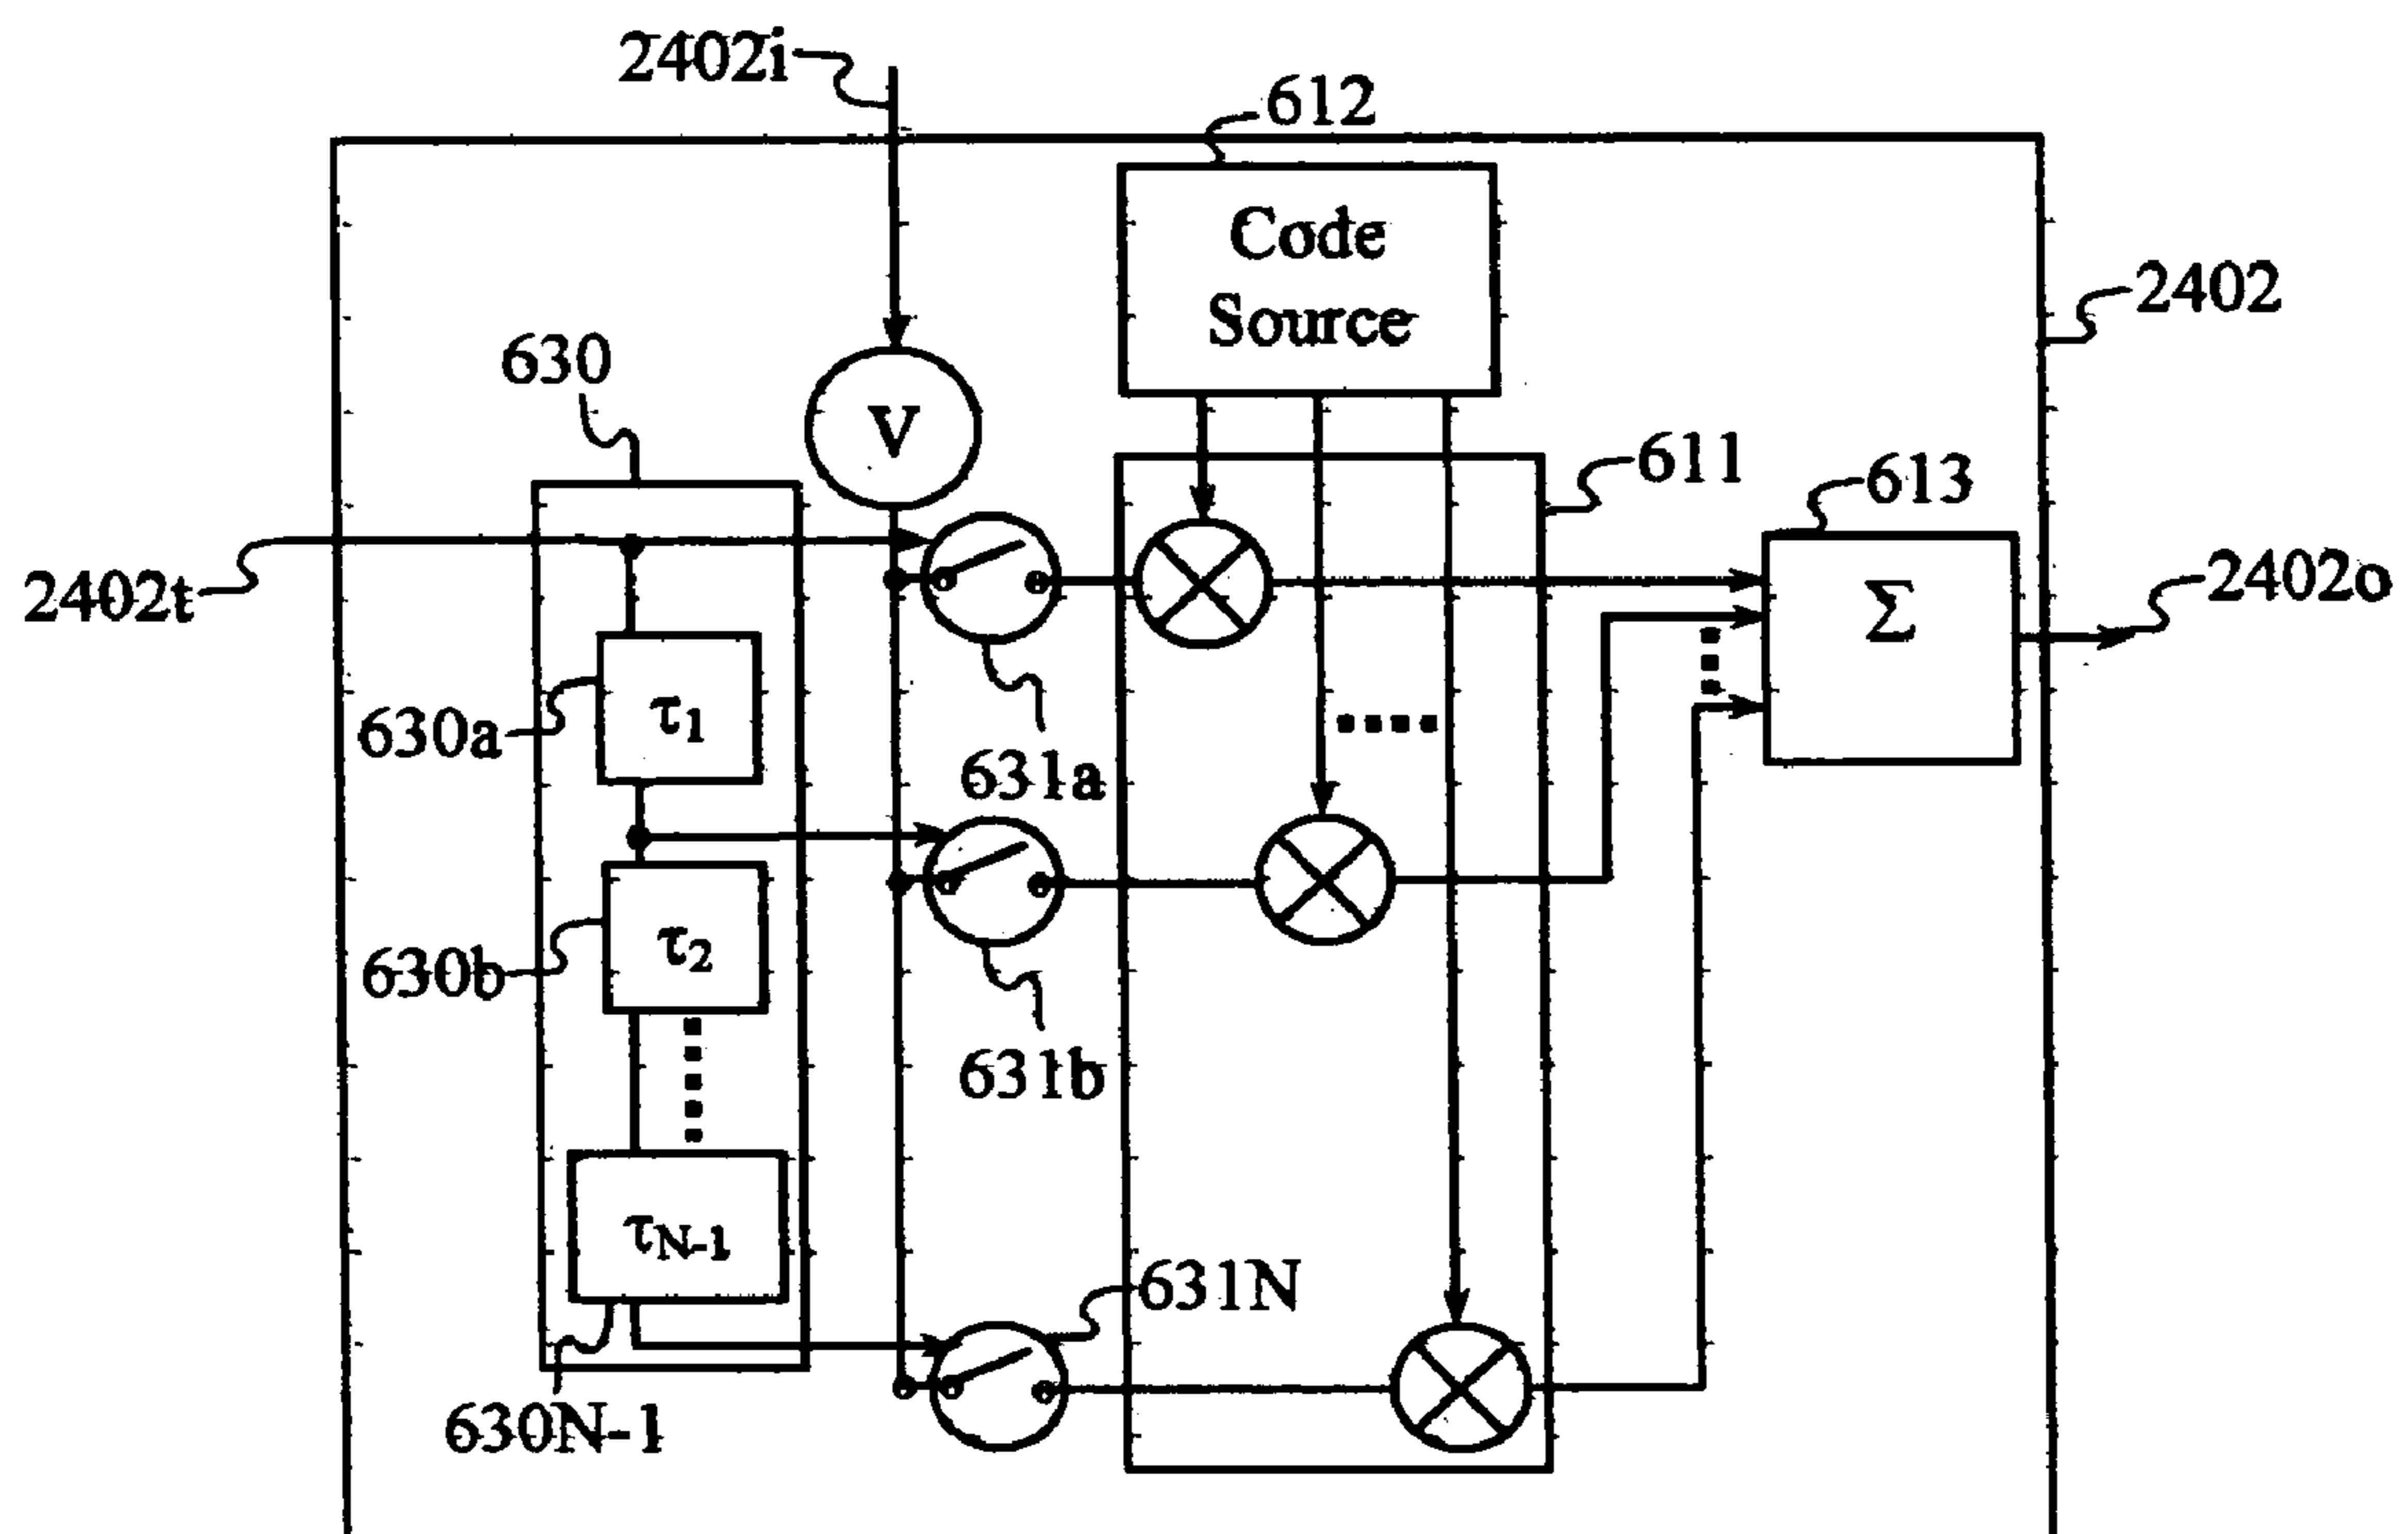 2402i
612
Code
Source
2402
630
V
611
613
2402t
Σ
2402o
630a
τ1
631a
630b
τ2
631b
τN-1
631N
630N-1